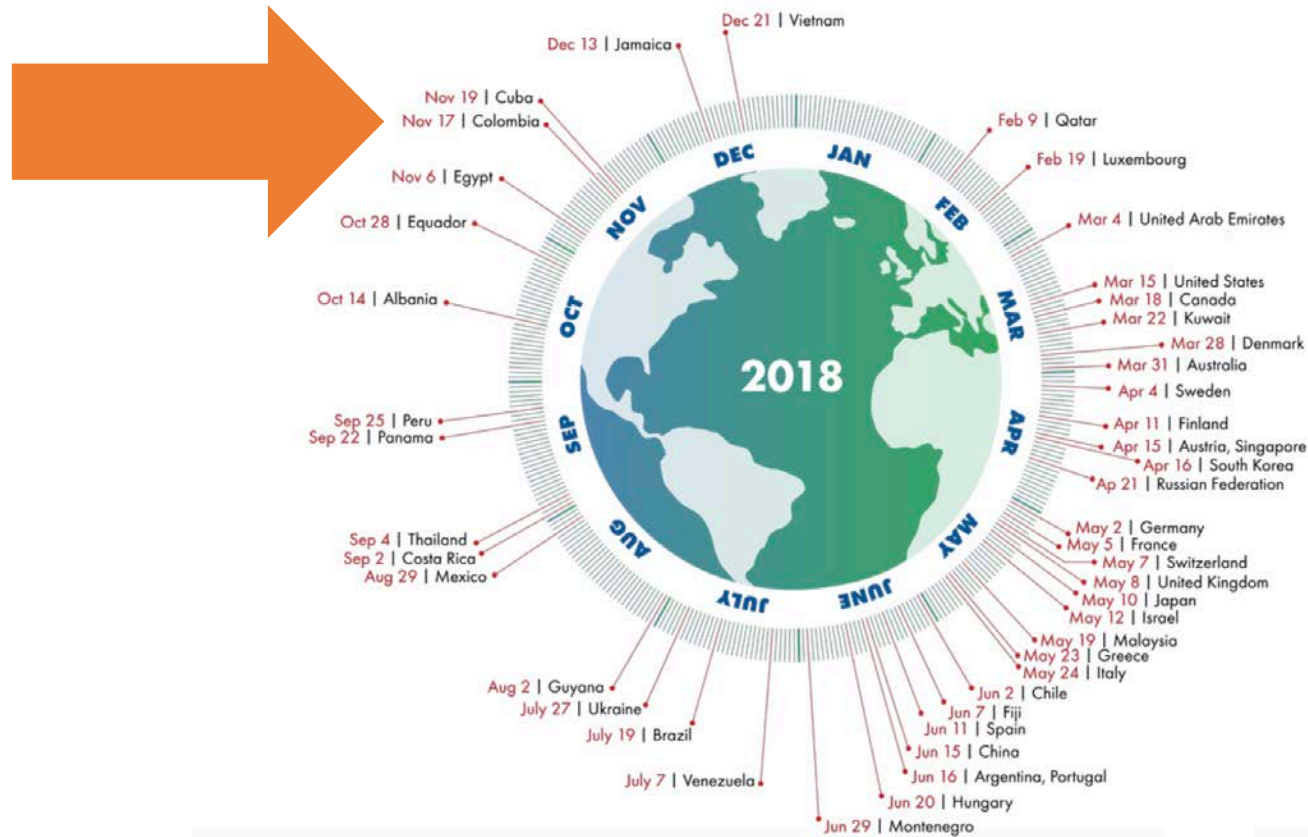 Dec 21 | Vietnam
Dec 13 | Jamaica
Nov 19 | Cuba
Nov 17 | Colombia
Nov 6 | Egypt
Oct 28 | Equador
Oct 14 | Albania
Sep 25 | Peru
Sep 22 | Panama
Sep 4 | Thailand
Sep 2 | Costa Rica
Aug 29 | Mexico
Aug 2 | Guyana
July 27 | Ukraine
July 19 | Brazil
July 7 | Venezuela
Feb 9 | Qatar
Feb 19 | Luxembourg
Mar 4 | United Arab Emirates
Mar 15 | United States
Mar 18 | Canada
Mar 22 | Kuwait
Mar 28 | Denmark
Mar 31 | Australia
Apr 4 | Sweden
Apr 11 | Finland
Apr 15 | Austria, Singapore
Apr 16 | South Korea
Ap 21 | Russian Federation
May 2 | Germany
May 5 | France
May 7 | Switzerland
May 8 | United Kingdom
May 10 | Japan
May 12 | Israel
May 19 | Malaysia
May 23 | Greece
May 24 | Italy
Jun 2 | Chile
Jun 7 | Fiji
Jun 11 | Spain
Jun 15 | China
Jun 16 | Argentina, Portugal
Jun 20 | Hungary
Jun 29 | Montenegro
JAN
FEB
MAR
APR
MAY
JUNE
JULY
AUG
SEP
OCT
NOV
DEC
2018